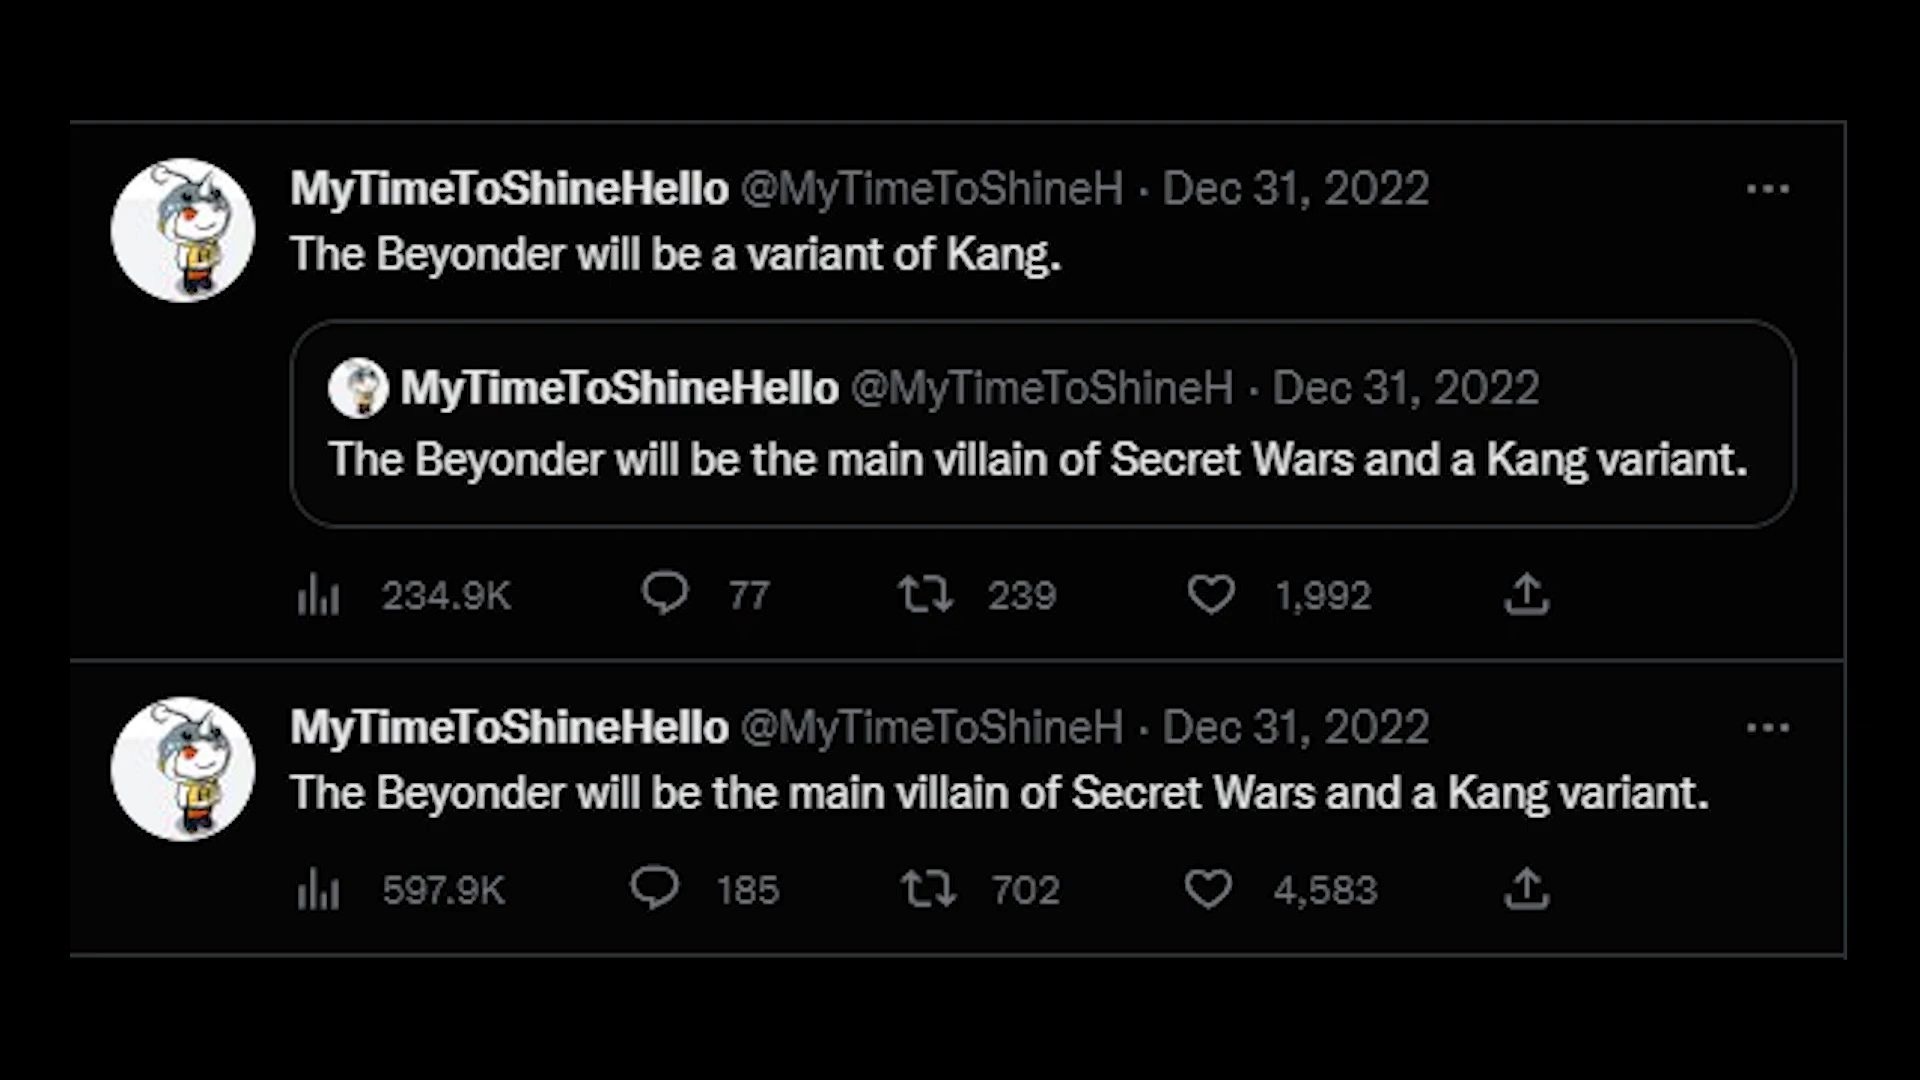 MyTimeToShineHello @MyTimeToShineH · Dec 31, 2022
The Beyonder will be a variant of Kang.
MyTimeToShineHello @MyTimeToShineH · Dec 31, 2022
The Beyonder will be the main villain of Secret Wars and a Kang variant.
234.9K 77 239 1,992
MyTimeToShineHello @MyTimeToShineH · Dec 31, 2022
The Beyonder will be the main villain of Secret Wars and a Kang variant.
597.9K 185 702 4,583